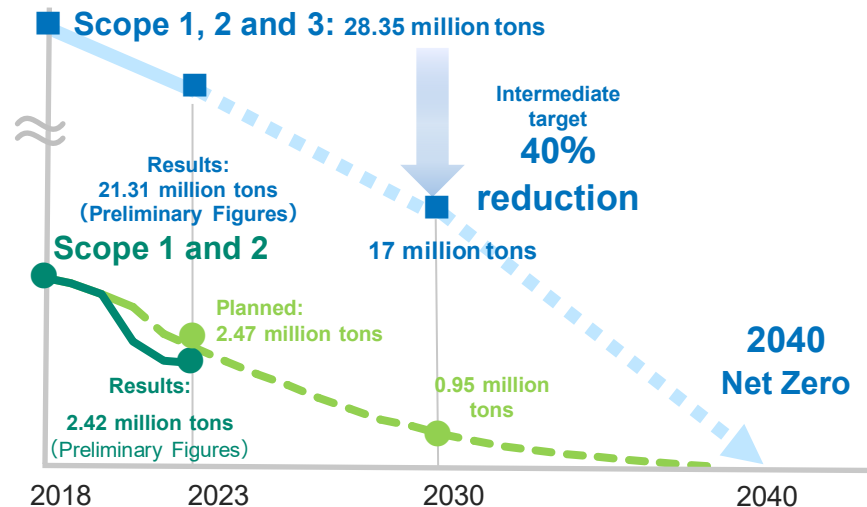 Scope 1, 2 and 3: 28.35 million tons
Intermediate
target
40%
reduction
Results:
21.31 million tons
(Preliminary Figures)
17 million tons
Scope 1 and 2
Planned:
2.47 million tons
2040
Net Zero
0.95 million
tons
Results:
2.42 million tons
(Preliminary Figures)
2018
2023
2030
2040